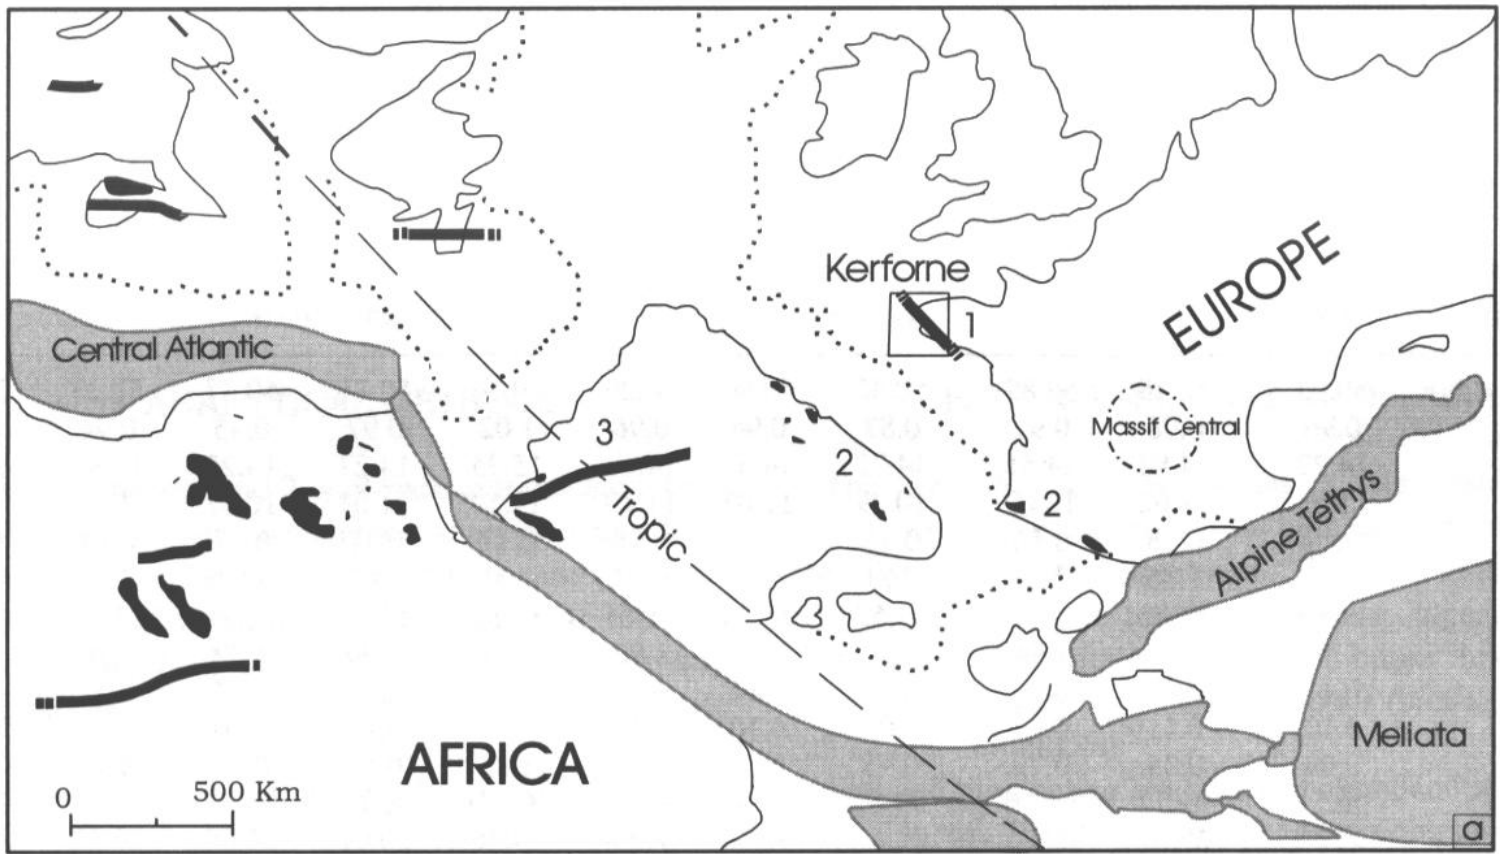 Kerforne
1
EUROPE
Central Atlantic
Massif Central
3
2
2
Tropic
Alpine Tethys
Meliata
AFRICA
0 500 Km
a